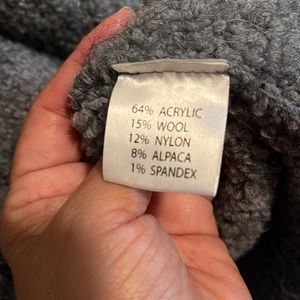 64% ACRYLIC
15% WOOL
12% NYLON
8% ALPACA
1% SPANDEX